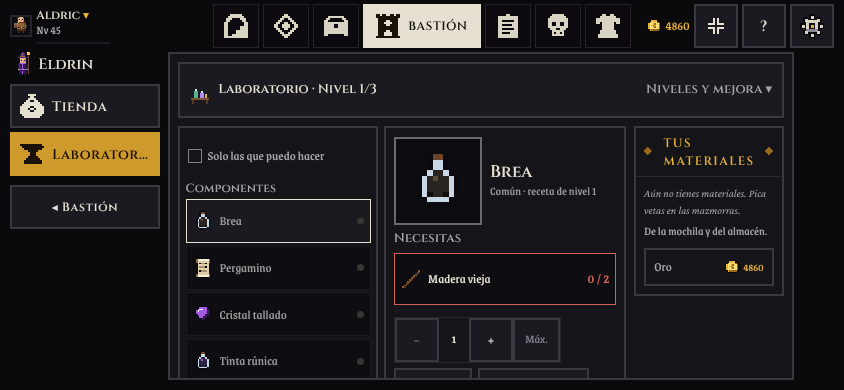 Aldric ▾
Nv 45
Bastión
4860
?
Eldrin
Tienda
Laborator...
◂ Bastión
Laboratorio · Nivel 1/3
Niveles y mejora ▾
Solo las que puedo hacer
Componentes
Brea
Pergamino
Cristal tallado
Tinta rúnica
Brea
Común · receta de nivel 1
Necesitas
Madera vieja
0 / 2
−
1
+
Máx.
◆ TUS MATERIALES ◆
Aún no tienes materiales. Pica
vetas en las mazmorras.
De la mochila y del almacén.
Oro
4860